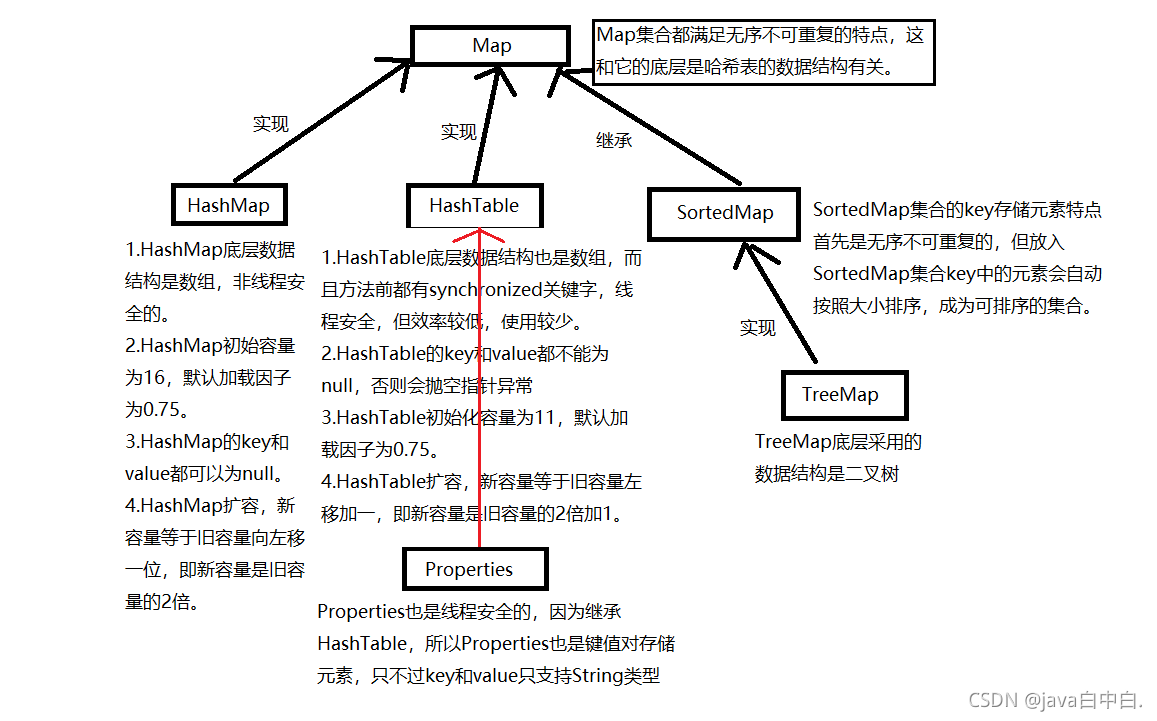 Map
Map集合都满足无序不可重复的特点，这
和它的底层是哈希表的数据结构有关。
实现
实现
继承
HashMap
HashTable
SortedMap
1.HashMap底层数据
结构是数组，非线程安
全的。
2.HashMap初始容量
为16，默认加载因子
为0.75。
3.HashMap的key和
value都可以为null。
4.HashMap扩容，新
容量等于旧容量向左移
一位，即新容量是旧容
量的2倍。
1.HashTable底层数据结构也是数组，而
且方法前都有synchronized关键字，线
程安全，但效率较低，使用较少。
2.HashTable的key和value都不能为
null，否则会抛空指针异常
3.HashTable初始化容量为11，默认加
载因子为0.75。
4.HashTable扩容，新容量等于旧容量左
移加一，即新容量是旧容量的2倍加1。
SortedMap集合的key存储元素特点
首先是无序不可重复的，但放入
SortedMap集合key中的元素会自动
按照大小排序，成为可排序的集合。
实现
TreeMap
TreeMap底层采用的
数据结构是二叉树
Properties
Properties也是线程安全的，因为继承
HashTable，所以Properties也是键值对存储
元素，只不过key和value只支持String类型
CSDN @java白中白.